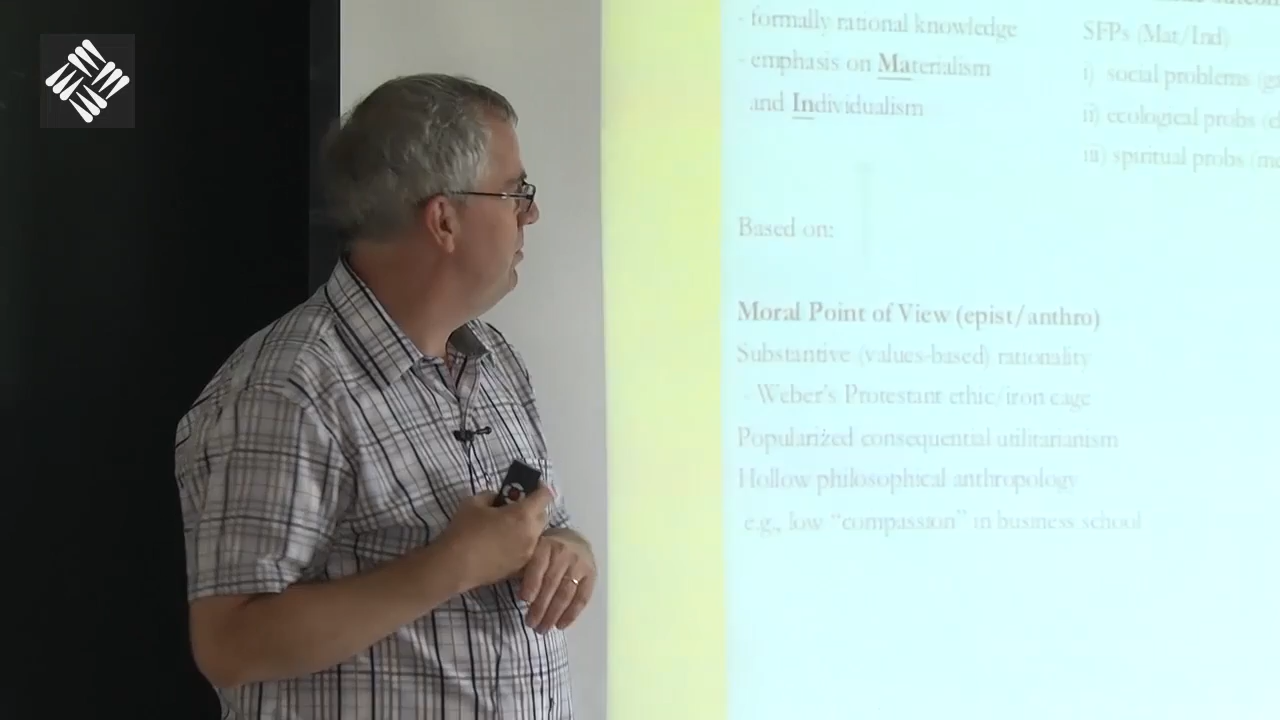 - formally rational knowledge
- emphasis on Materialism
and Individualism
SFPs (Mat/Ind)
i) social problems
ii) ecological probs
iii) spiritual probs
Based on:
Moral Point of View (epist/anthro)
Substantive (values-based) rationality
- Weber's Protestant ethic/iron cage
Popularized consequential utilitarianism
Hollow philosophical anthropology
e.g., low “compassion” in business school